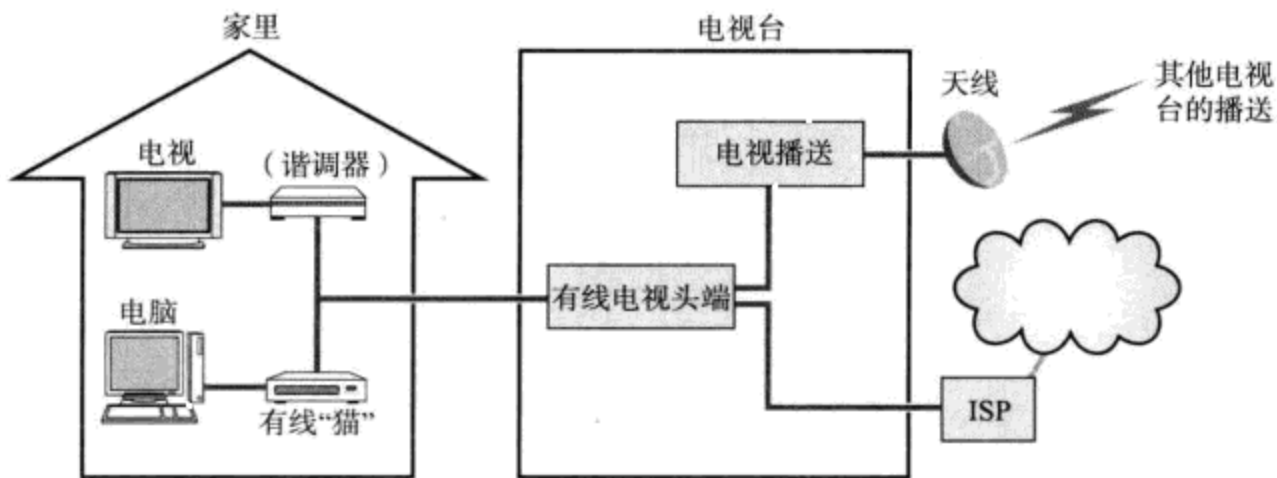 家里
电视台
天线
其他电视
台的播送
电视
（谐调器）
电视播送
有线电视头端
电脑
有线“猫”
ISP